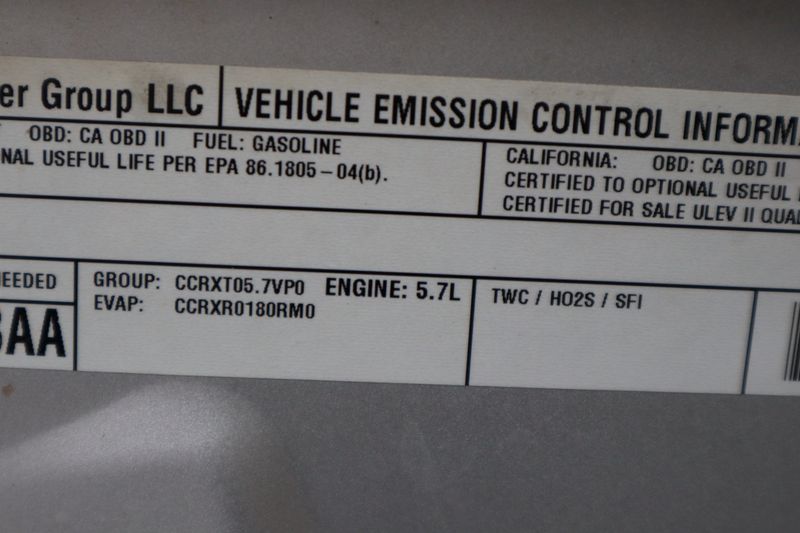 er Group LLC
VEHICLE EMISSION CONTROL INFORM
OBD: CA OBD II FUEL: GASOLINE
NAL USEFUL LIFE PER EPA 86.1805-04(b).
CALIFORNIA: OBD: CA OBD II
CERTIFIED TO OPTIONAL USEFUL
CERTIFIED FOR SALE ULEV II QUA
EEDED
AA
GROUP: CCRXT05.7VP0 ENGINE: 5.7L
EVAP: CCRXR0180RM0
TWC / HO2S / SFI